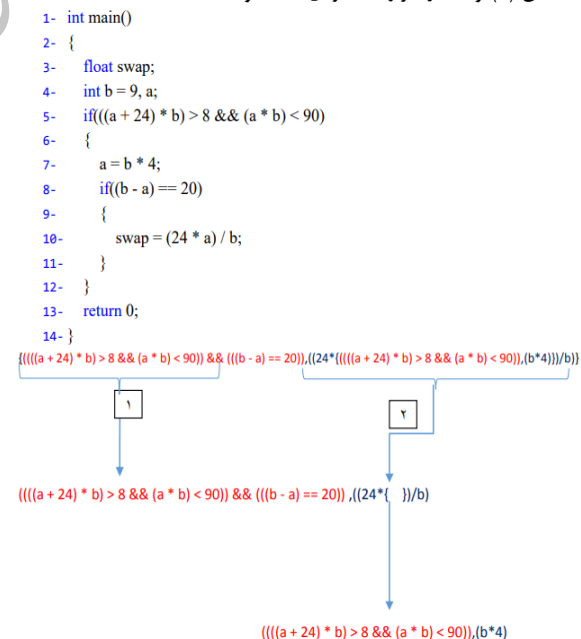 1- int main()
2- {
3- float swap;
4- int b = 9, a;
5- if(((a + 24) * b) > 8 && (a * b) < 90)
6- {
7- a = b * 4;
8- if((b - a) == 20)
9- {
10- swap = (24 * a) / b;
11- }
12- }
13- return 0;
14- }
{((((a + 24) * b) > 8 && (a * b) < 90)) && (((b - a) == 20)),((24*{((((a + 24) * b) > 8 && (a * b) < 90)),(b*4)})/b)}
۱
۲
((((a + 24) * b) > 8 && (a * b) < 90)) && (((b - a) == 20)) ,((24*{ })/b)
((((a + 24) * b) > 8 && (a * b) < 90)),(b*4)